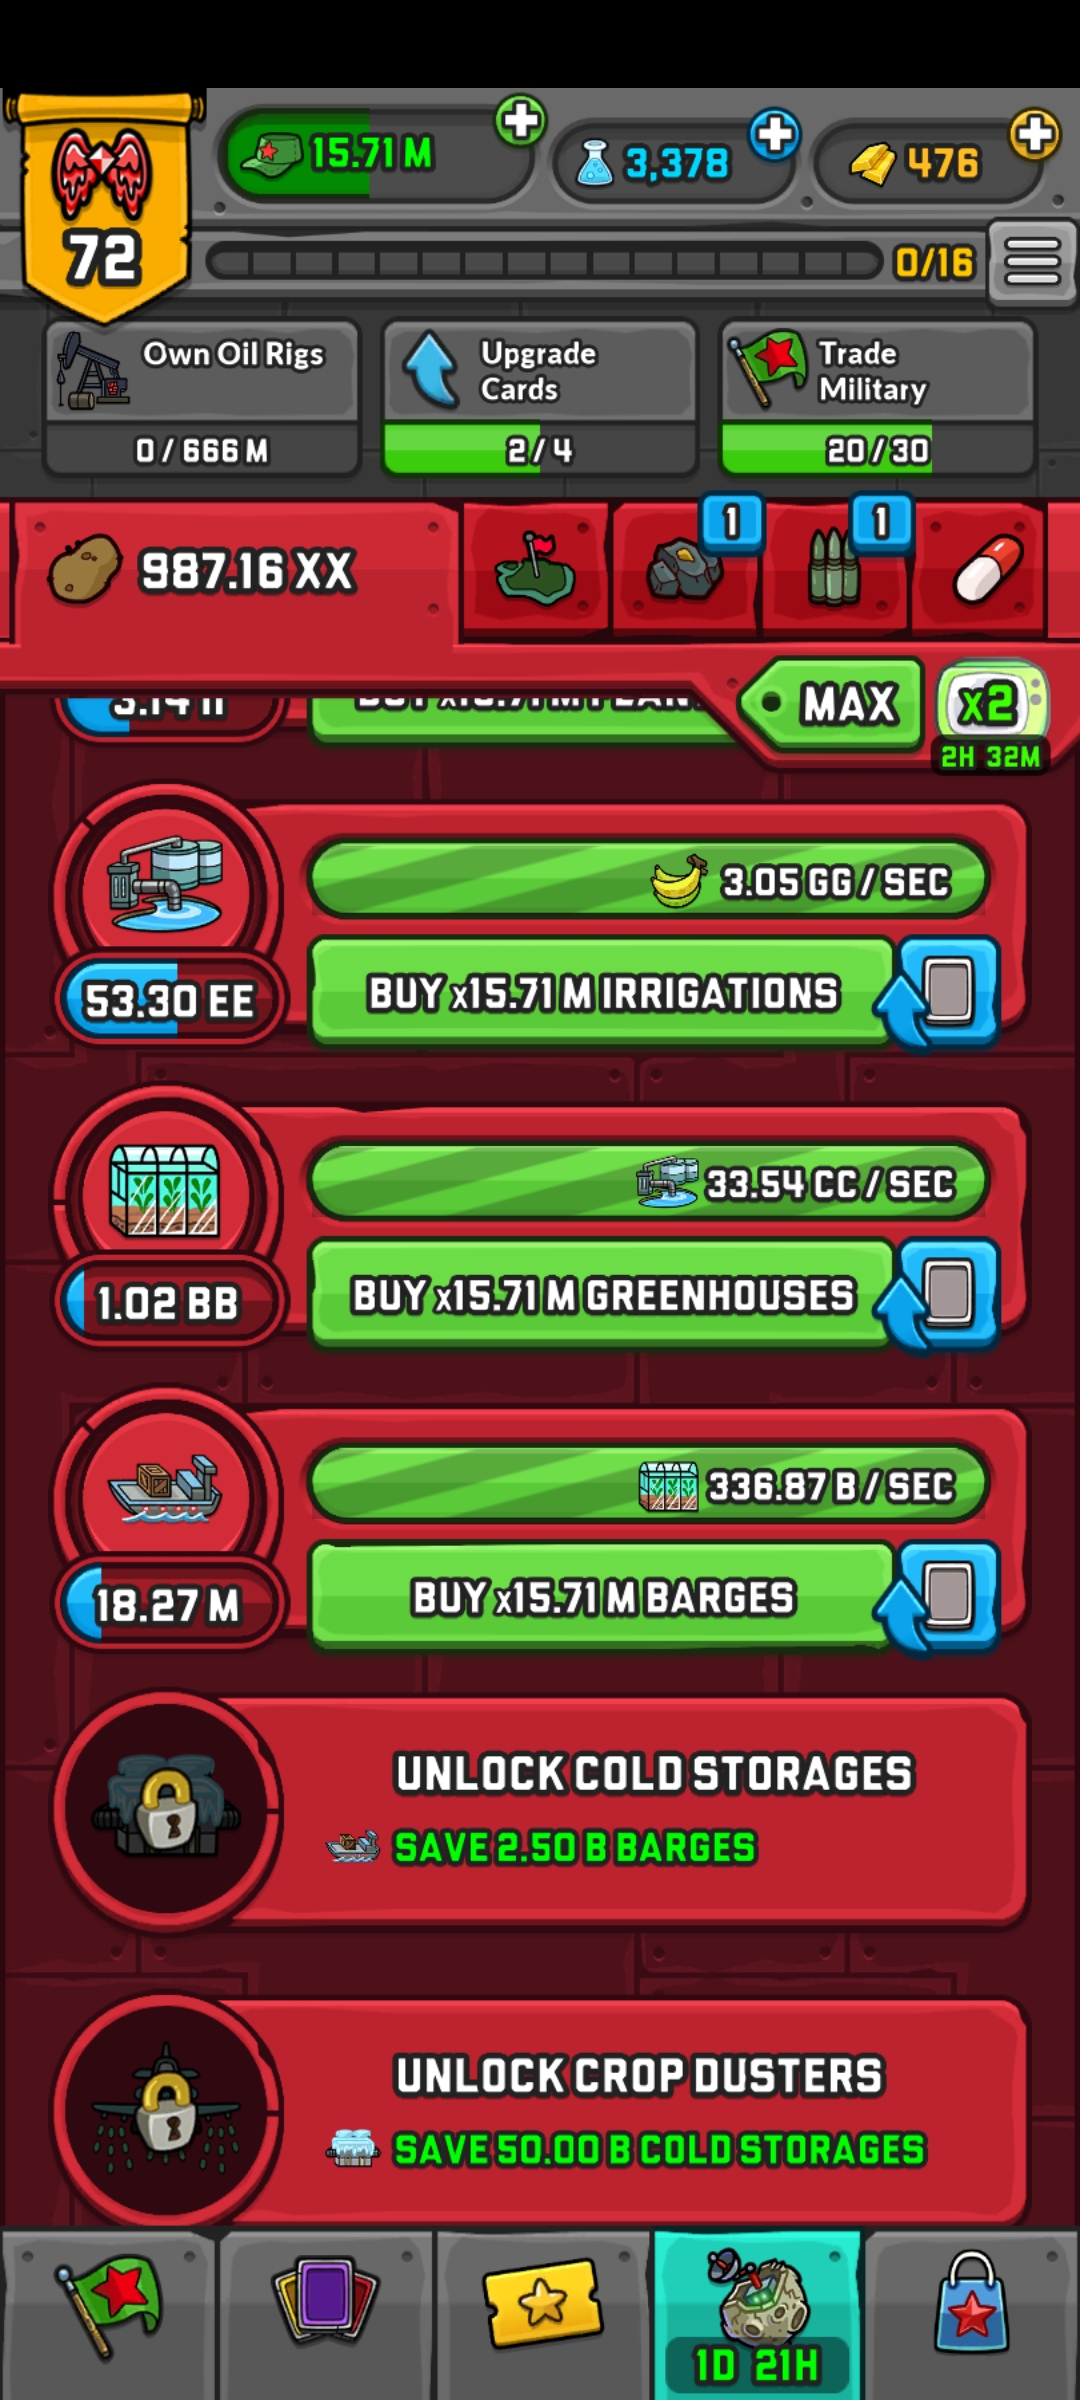 15.71 M
3,378
476
72
0/16
Own Oil Rigs
Upgrade
Cards
Trade
Military
0 / 666 M
2 / 4
20 / 30
987.16 XX
1
1
MAX
x2
2H 32M
53.30 EE
3.05 GG / SEC
BUY x15.71 M IRRIGATIONS
1.02 BB
33.54 CC / SEC
BUY x15.71 M GREENHOUSES
18.27 M
336.87 B / SEC
BUY x15.71 M BARGES
UNLOCK COLD STORAGES
SAVE 2.50 B BARGES
UNLOCK CROP DUSTERS
SAVE 50.00 B COLD STORAGES
1D 21H